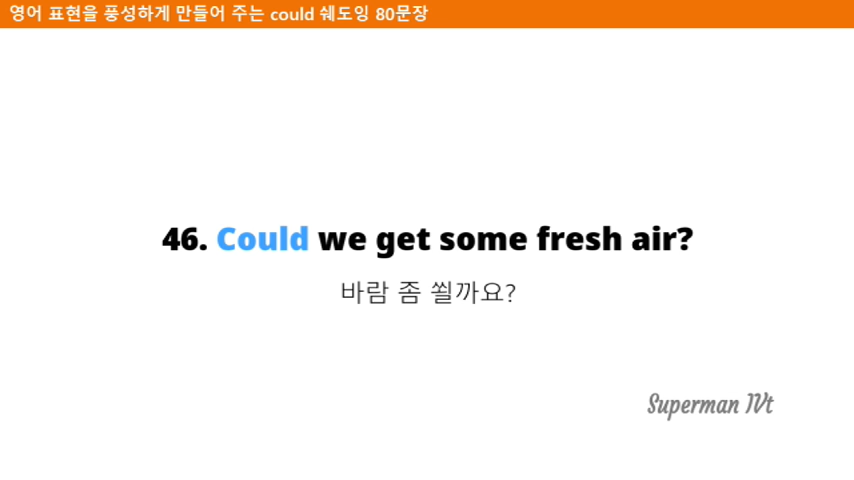 영어 표현을 풍성하게 만들어 주는 could 쉐도잉 80문장
46. Could we get some fresh air?
바람 좀 쐴까요?
Superman IVt